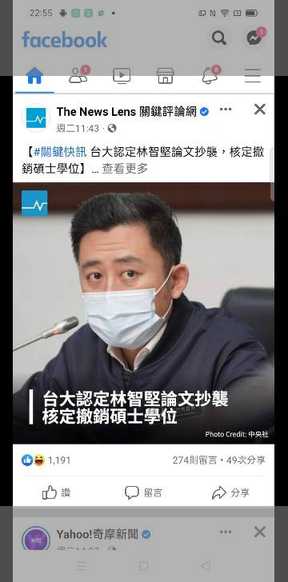 22:55
facebook
The News Lens 關鍵評論網
週二11:43
【#關鍵快訊 台大認定林智堅論文抄襲，核定撤
銷碩士學位】... 查看更多
台大認定林智堅論文抄襲
核定撤銷碩士學位
Photo Credit: 中央社
1,191
274則留言・49次分享
讚 留言 分享
Yahoo!奇摩新聞